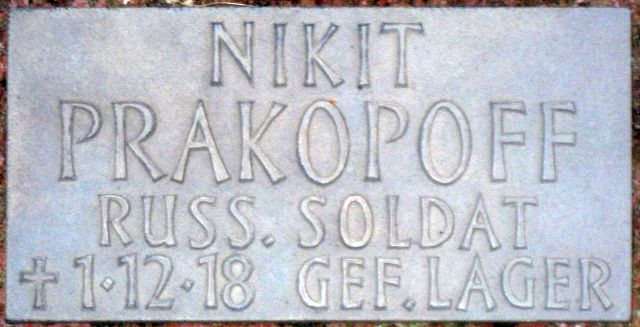 NIKIT
PRAKOPOFF
RUSS. SOLDAT
✝ 1·12·18 GEF. LAGER